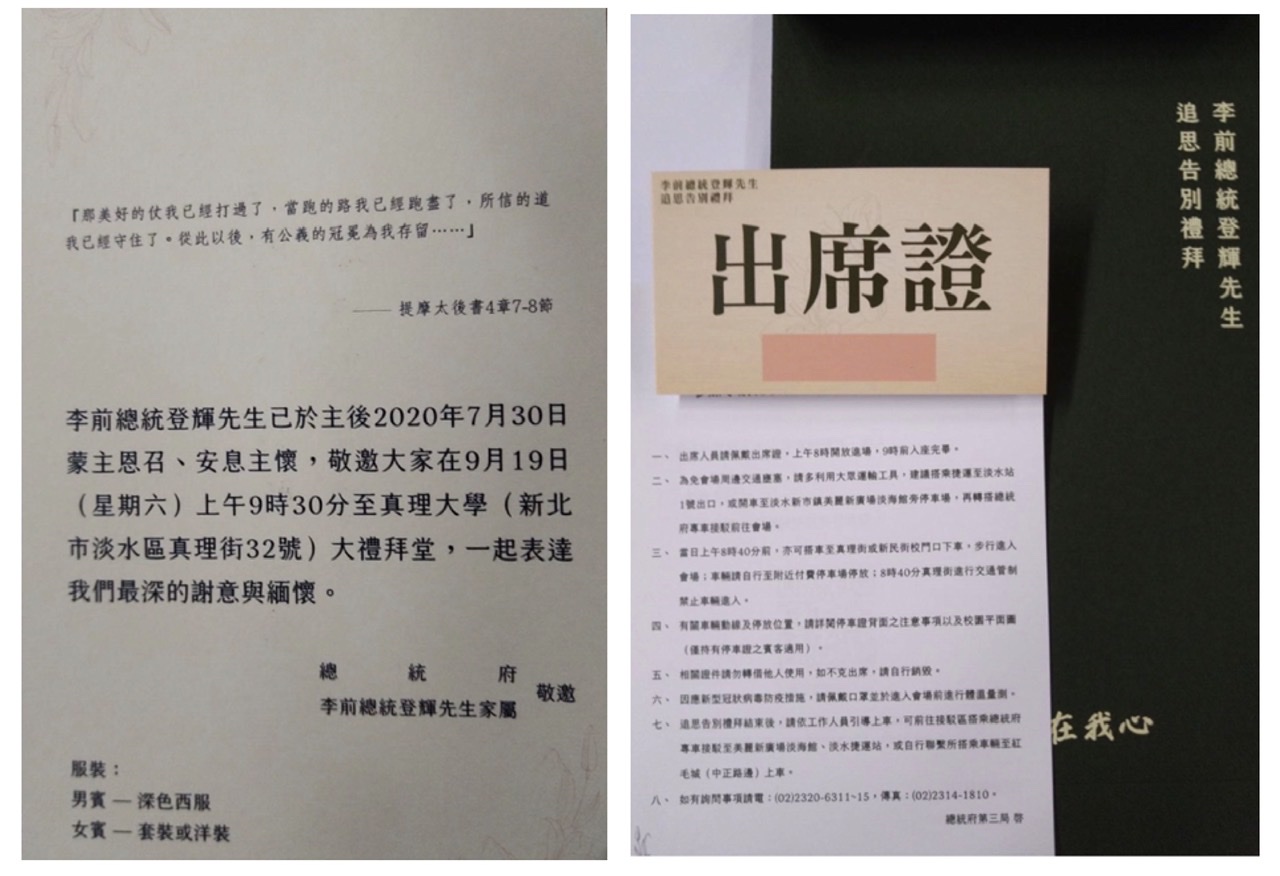 「那美好的仗我已經打過了，當跑的路我已經跑盡了，所信的道
我已經守住了。從此以後，有公義的冠冕為我存留……」
—— 提摩太後書4章7-8節
李前總統登輝先生已於主後2020年7月30日
蒙主恩召、安息主懷，敬邀大家在9月19日
（星期六）上午9時30分至真理大學（新北
市淡水區真理街32號）大禮拜堂，一起表達
我們最深的謝意與緬懷。
總統府
李前總統登輝先生家屬
敬邀
服裝：
男賓 — 深色西服
女賓 — 套裝或洋裝
李前總統登輝先生
追思告別禮拜
李前總統登輝先生
追思告別禮拜
出席證
一、 出席人員請佩戴出席證，上午8時開放進場，9時前入座完畢。
二、 為免會場周邊交通壅塞，請多利用大眾運輸工具，建議搭乘捷運至淡水站
1號出口，或開車至淡水新市鎮美麗新廣場淡海館旁停車場，再轉搭總統
府專車接駁前往會場。
三、 當日上午8時40分前，亦可搭車至真理街或新民街校門口下車，步行進入
會場；車輛請自行至附近付費停車場停放；8時40分真理街進行交通管制
禁止車輛進入。
四、 有關車輛動線及停放位置，請詳閱停車證背面之注意事項以及校園平面圖
（僅持有停車證之賓客適用）。
五、 相關證件請勿轉借他人使用，如不克出席，請自行銷毀。
六、 因應新型冠狀病毒防疫措施，請佩戴口罩並於進入會場前進行體溫量測。
七、 追思告別禮拜結束後，請依工作人員引導上車，可前往接駁區搭乘總統府
專車接駁至美麗新廣場淡海館、淡水捷運站，或自行聯繫所搭乘車輛至紅
毛城（中正路邊）上車。
八、 如有詢問事項請電：(02)2320-6311~15，傳真：(02)2314-1810。
總統府第三局 啓
在我心